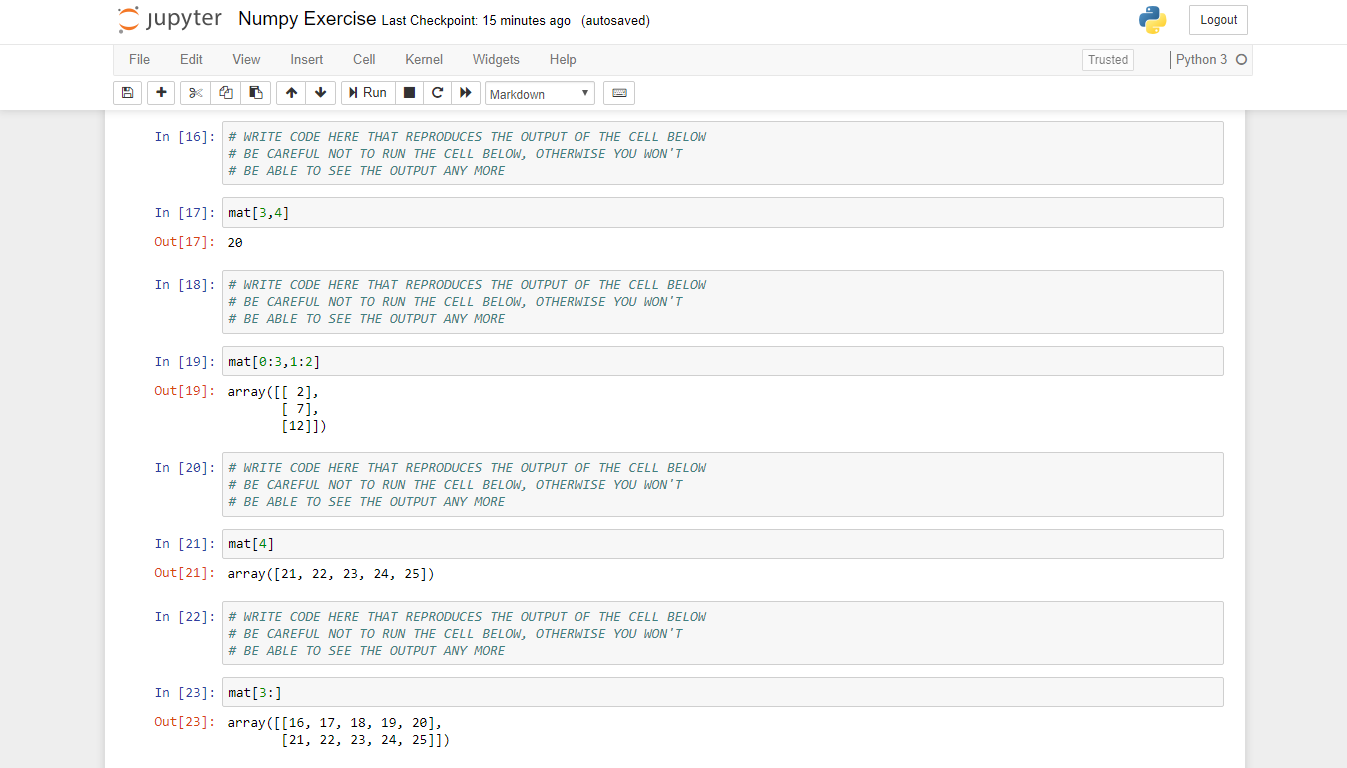 jupyter Numpy Exercise Last Checkpoint: 15 minutes ago (autosaved) Logout
File Edit View Insert Cell Kernel Widgets Help Trusted Python 3
Run Markdown
In [16]: # WRITE CODE HERE THAT REPRODUCES THE OUTPUT OF THE CELL BELOW
# BE CAREFUL NOT TO RUN THE CELL BELOW, OTHERWISE YOU WON'T
# BE ABLE TO SEE THE OUTPUT ANY MORE
In [17]: mat[3,4]
Out[17]: 20
In [18]: # WRITE CODE HERE THAT REPRODUCES THE OUTPUT OF THE CELL BELOW
# BE CAREFUL NOT TO RUN THE CELL BELOW, OTHERWISE YOU WON'T
# BE ABLE TO SEE THE OUTPUT ANY MORE
In [19]: mat[0:3,1:2]
Out[19]: array([[ 2],
[ 7],
[12]])
In [20]: # WRITE CODE HERE THAT REPRODUCES THE OUTPUT OF THE CELL BELOW
# BE CAREFUL NOT TO RUN THE CELL BELOW, OTHERWISE YOU WON'T
# BE ABLE TO SEE THE OUTPUT ANY MORE
In [21]: mat[4]
Out[21]: array([21, 22, 23, 24, 25])
In [22]: # WRITE CODE HERE THAT REPRODUCES THE OUTPUT OF THE CELL BELOW
# BE CAREFUL NOT TO RUN THE CELL BELOW, OTHERWISE YOU WON'T
# BE ABLE TO SEE THE OUTPUT ANY MORE
In [23]: mat[3:]
Out[23]: array([[16, 17, 18, 19, 20],
[21, 22, 23, 24, 25]])